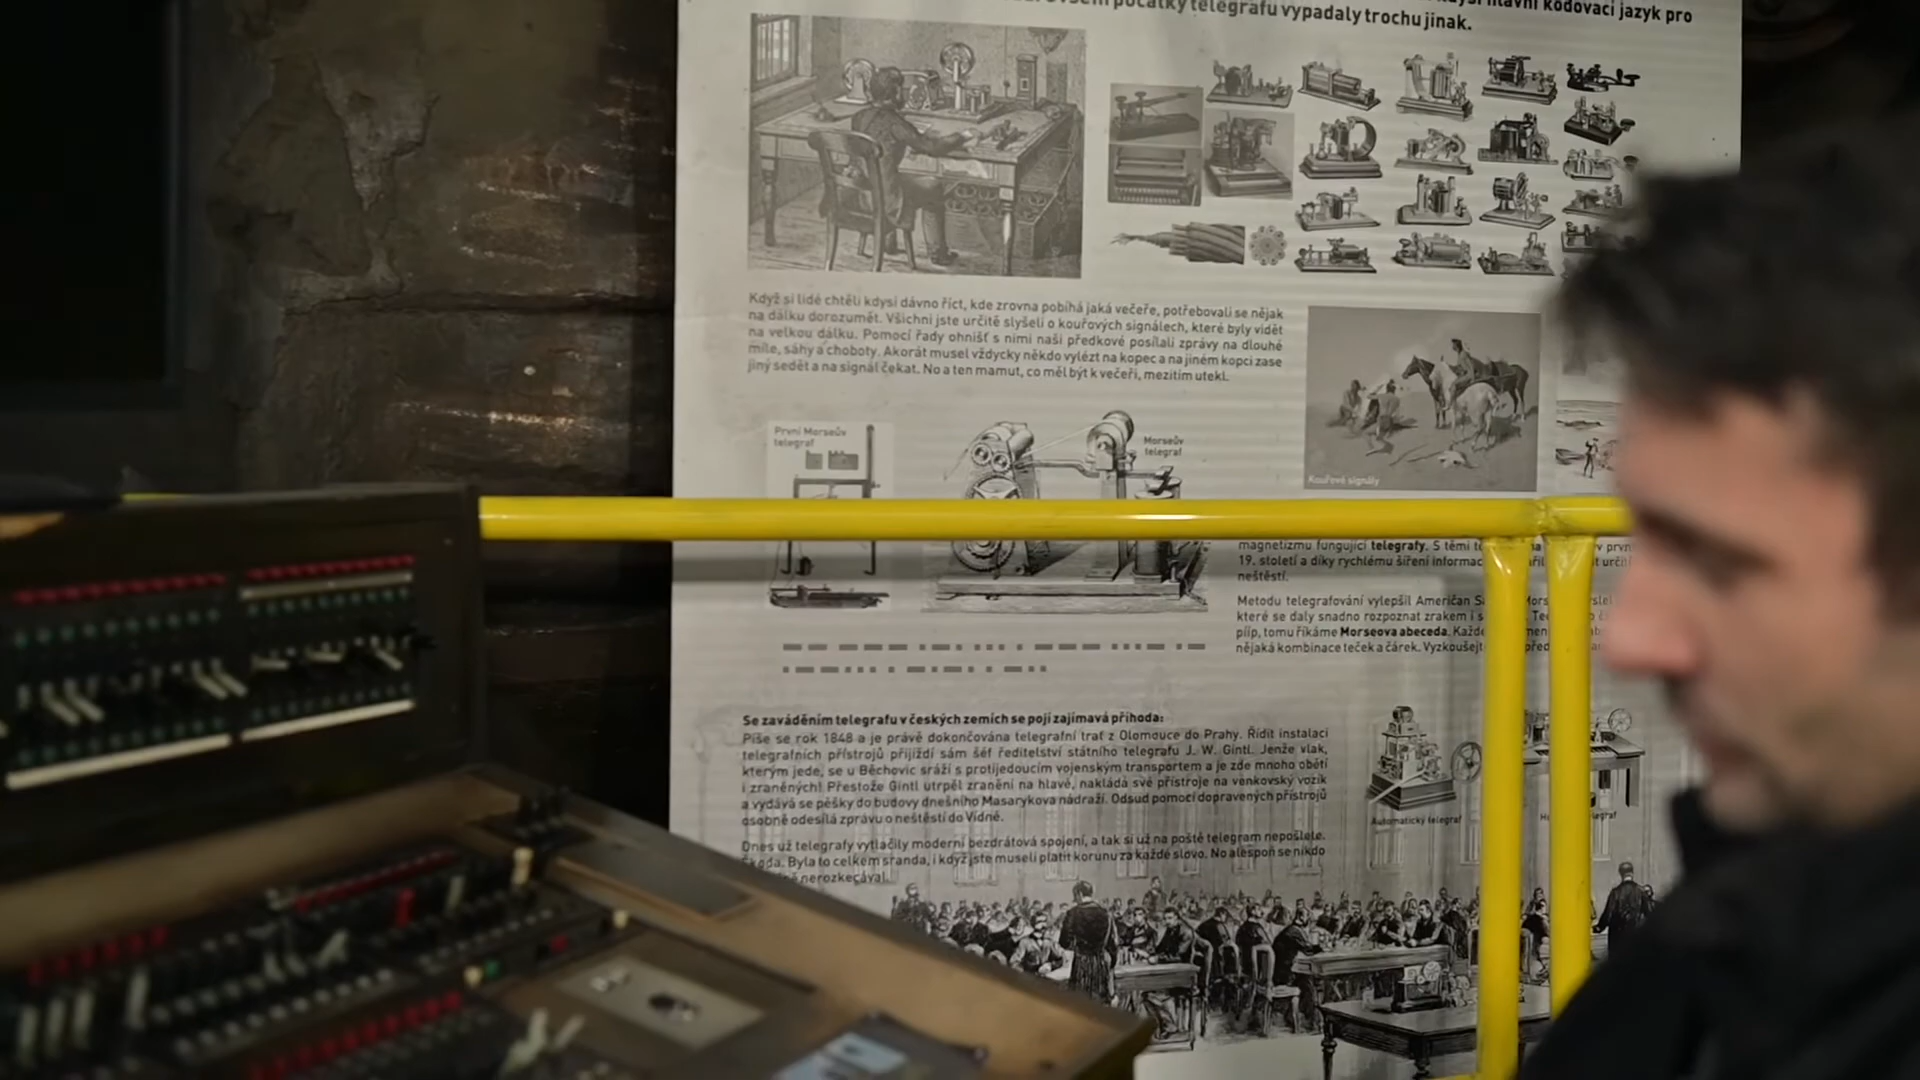 počátky telegrafu vypadaly trochu jinak.
hlavní kódovací jazyk pro
Když si lidé chtěli kdysi dávno říct, kde zrovna pobíhá jaká večeře, potřebovali se nějak
na dálku dorozumět. Všichni jste určitě slyšeli o kouřových signálech, které byly vidět
na velkou dálku. Pomocí řady ohnišť s nimi naši předkové posílali zprávy na dlouhé
míle, sáhy a choboty. Akorát musel vždycky někdo vylézt na kopec a na jiném kopci zase
jiný sedět a na signál čekat. No a ten mamut, co měl být k večeři, mezitím utekl.
První Morseův
telegraf
Morseův
telegraf
Kouřové signály
magnetizmu fungující telegrafy. S těmi
19. století a díky rychlému šíření
neštěstí.
Metodu telegrafování vylepšil Američan
které se daly snadno rozpoznat zrakem i
píip, tomu říkáme Morseova abeceda.
nějaká kombinace teček a čárek.
Se zaváděním telegrafu v českých zemích se pojí zajímavá příhoda:
Píše se rok 1848 a je právě dokončována telegrafní trať z Olomouce do Prahy. Řídit instalaci
telegrafních přístrojů přijíždí sám šéf ředitelství státního telegrafu J. W. Gintl. Jenže vlak,
kterým jede, se u Běchovic sráží s protijedoucím vojenským transportem a je zde mnoho obětí
i zraněných! Přestože Gintl utrpěl zranění na hlavě, nakládá své přístroje na venkovský vozík
a vydává se pěšky do budovy dnešního Masarykova nádraží. Odsud pomocí dopravených přístrojů
osobně odesílá zprávu o neštěstí do Vídně.
Dnes už telegrafy vytlačily moderní bezdrátová spojení, a tak si už na poště telegram nepošlete.
Škoda. Byla to celkem sranda, i když jste museli platit korunu za každé slovo. No alespoň se nikdo
nerozkecával.
Automatický telegraf